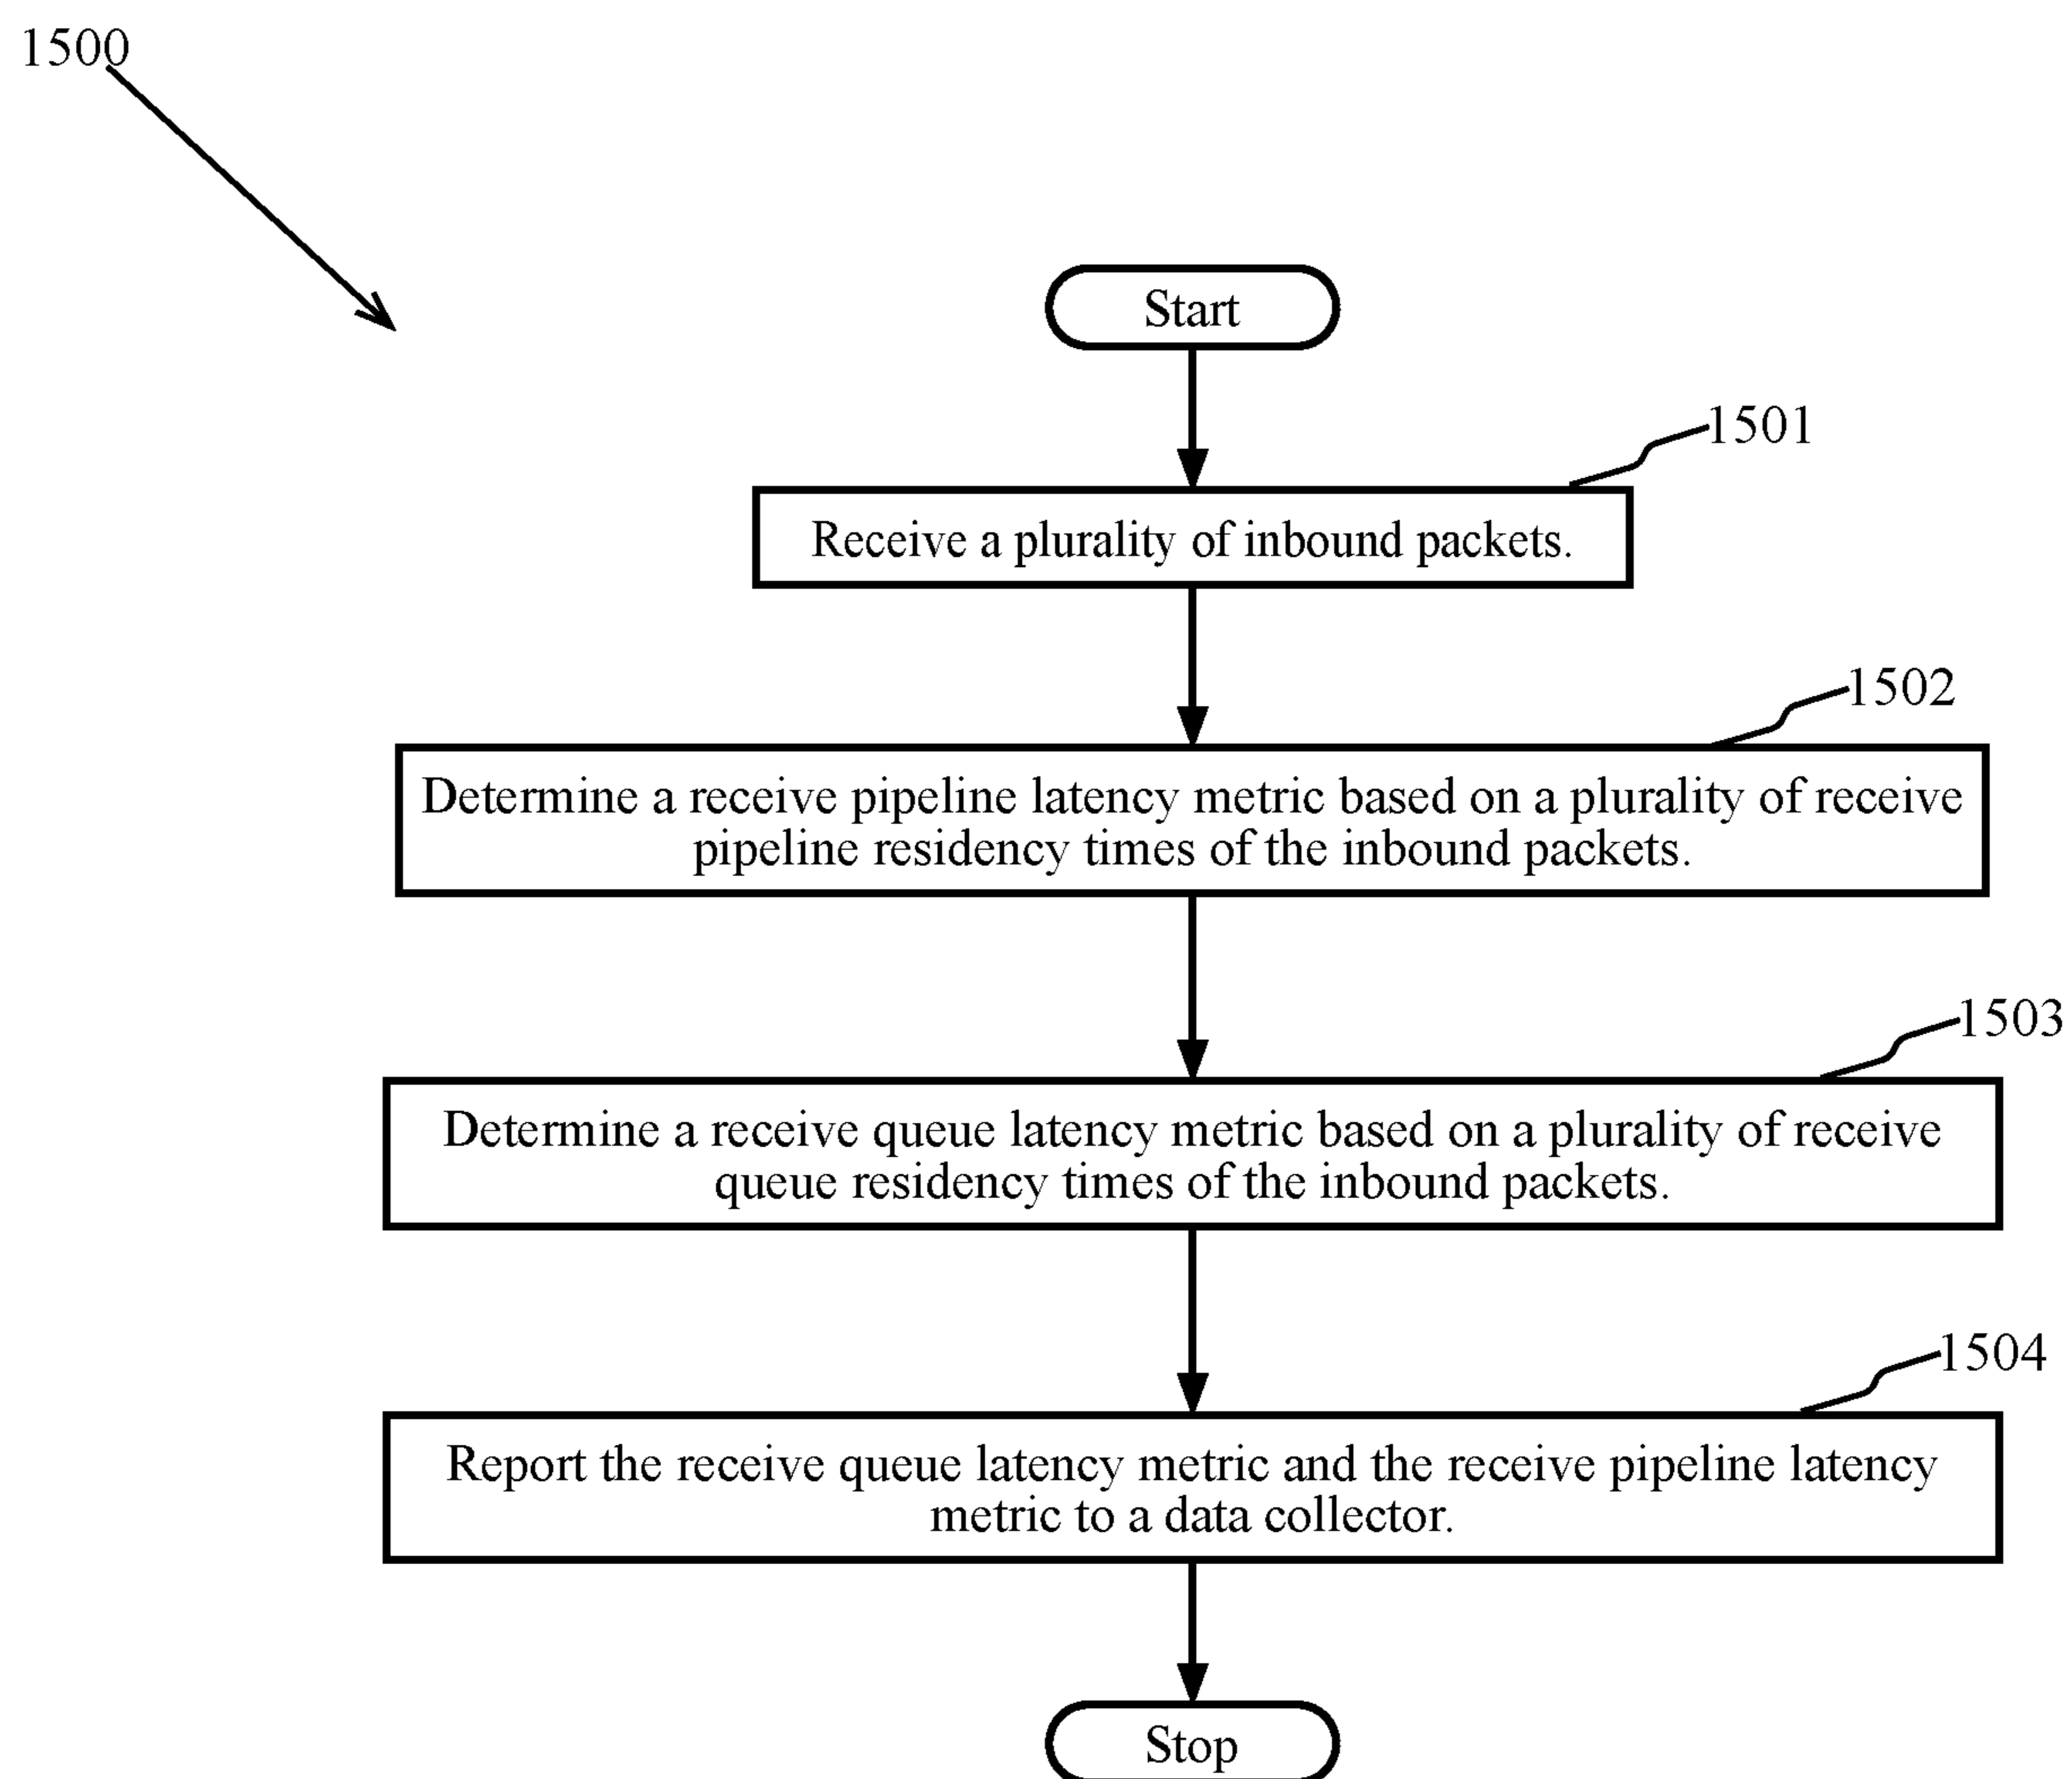 1500
Start
1501
Receive a plurality of inbound packets.
1502
Determine a receive pipeline latency metric based on a plurality of receive
pipeline residency times of the inbound packets.
1503
Determine a receive queue latency metric based on a plurality of receive
queue residency times of the inbound packets.
1504
Report the receive queue latency metric and the receive pipeline latency
metric to a data collector.
Stop